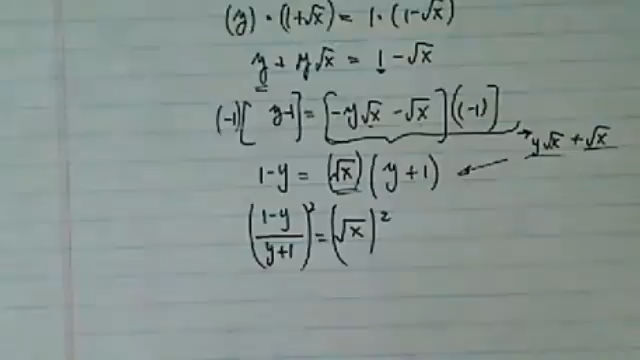 (y) · (1+√x) = 1 · (1-√x)
y + y√x = 1 - √x
(-1)[ y-1] = [-y√x - √x](-1)]
y√x + √x
1-y = (√x)(y+1)
((1-y)/(y+1))² = (√x)²